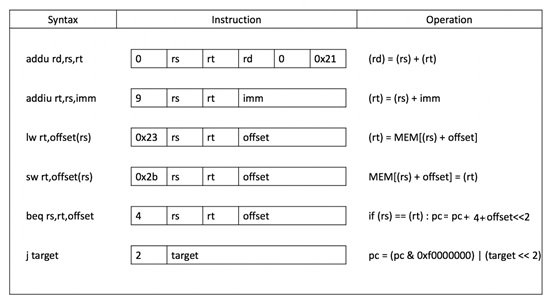 Syntax Instruction Operation
addu rd,rs,rt 0 rs rt rd 0 0x21 (rd) = (rs) + (rt)
addiu rt,rs,imm 9 rs rt imm (rt) = (rs) + imm
lw rt,offset(rs) 0x23 rs rt offset (rt) = MEM[(rs) + offset]
sw rt,offset(rs) 0x2b rs rt offset MEM[(rs) + offset] = (rt)
beq rs,rt,offset 4 rs rt offset if (rs) == (rt) : pc = pc + 4+offset<<2
j target 2 target pc = (pc & 0xf0000000) | (target << 2)